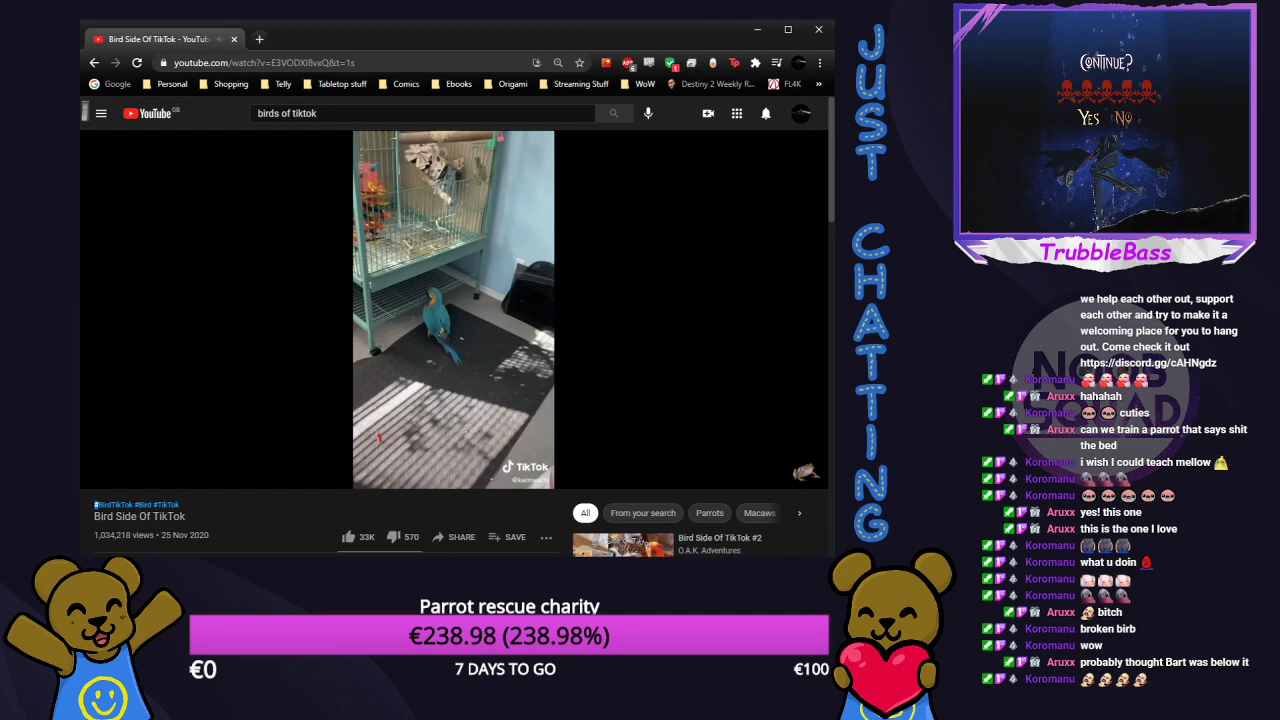 Bird Side Of TikTok - YouTub
youtube.com/watch?v=E3VODXI8vxQ&t=1s
Google Personal Shopping Telly Tabletop stuff Comics Ebooks Origami Streaming Stuff WoW Destiny 2 Weekly R... FL4K »
YouTube GB
birds of tiktok
TikTok
#BirdTikTok #Bird #TikTok
Bird Side Of TikTok
1,034,218 views • 25 Nov 2020
33K 570 SHARE SAVE
All From your search Parrots Macaws
Bird Side Of TikTok #2
O.A.K. Adventures
JUST CHATTING
CONTINUE?
YES NO
TrubbleBass
NOOB SQUAD
we help each other out, support
each other and try to make it a
welcoming place for you to hang
out. Come check it out
https://discord.gg/cAHNgdz
Koromanu
Aruxx hahahah
Koromanu cuties
Aruxx can we train a parrot that says shit
the bed
Koromanu i wish I could teach mellow
Koromanu
Koromanu
Aruxx yes! this one
Aruxx this is the one I love
Koromanu
Koromanu what u doin
Koromanu
Koromanu
Aruxx bitch
Koromanu broken birb
Koromanu wow
Aruxx probably thought Bart was below it
Koromanu
Parrot rescue charity
€238.98 (238.98%)
€0 7 DAYS TO GO €100